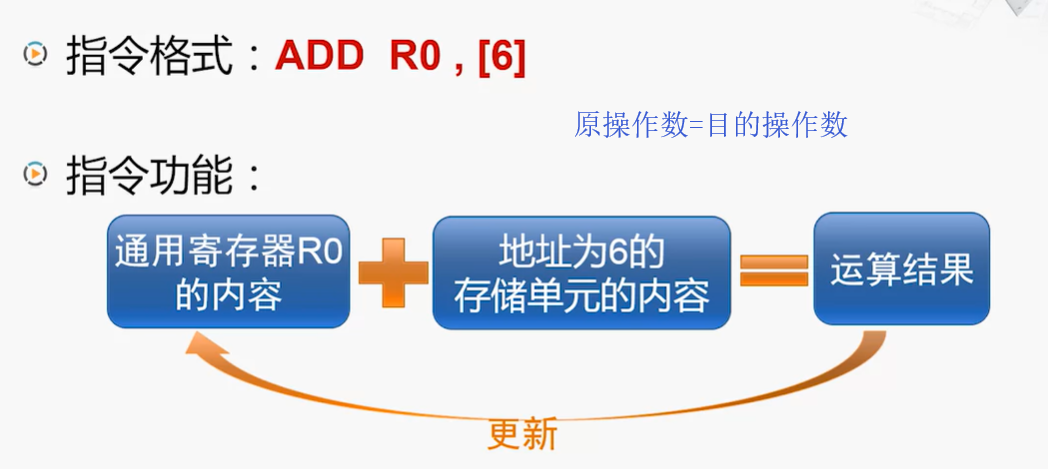 指令格式：ADD R0 , [6]
原操作数=目的操作数
指令功能：
通用寄存器R0
的内容
地址为6的
存储单元的内容
运算结果
更新